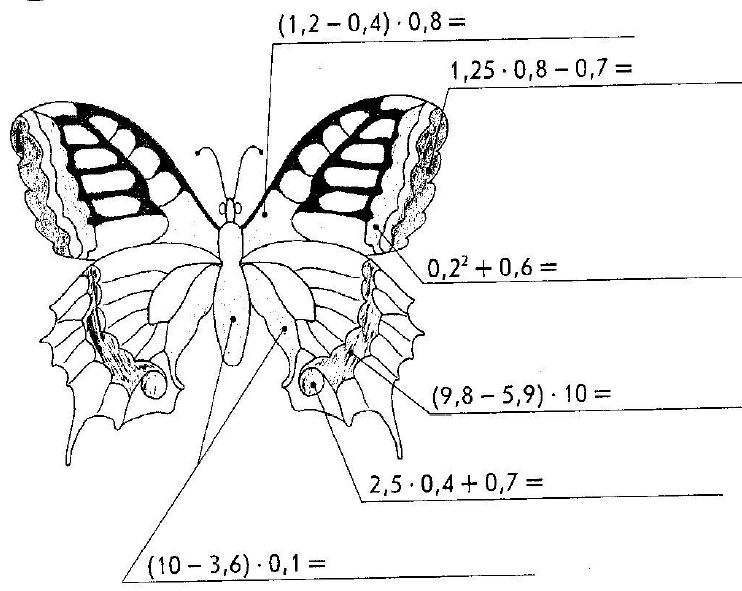 (1,2 – 0,4) · 0,8 =
1,25 · 0,8 – 0,7 =
0,2² + 0,6 =
(9,8 – 5,9) · 10 =
2,5 · 0,4 + 0,7 =
(10 – 3,6) · 0,1 =